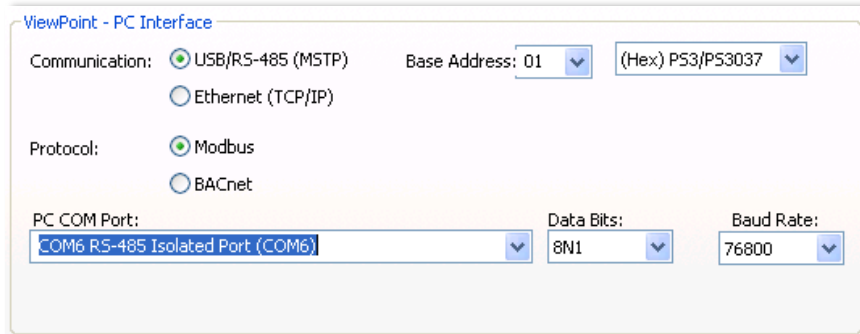 ViewPoint - PC Interface
Communication: USB/RS-485 (MSTP) Base Address: 01 (Hex) PS3/PS3037
Ethernet (TCP/IP)
Protocol: Modbus
BACnet
PC COM Port: Data Bits: Baud Rate:
COM6 RS-485 Isolated Port (COM6) 8N1 76800